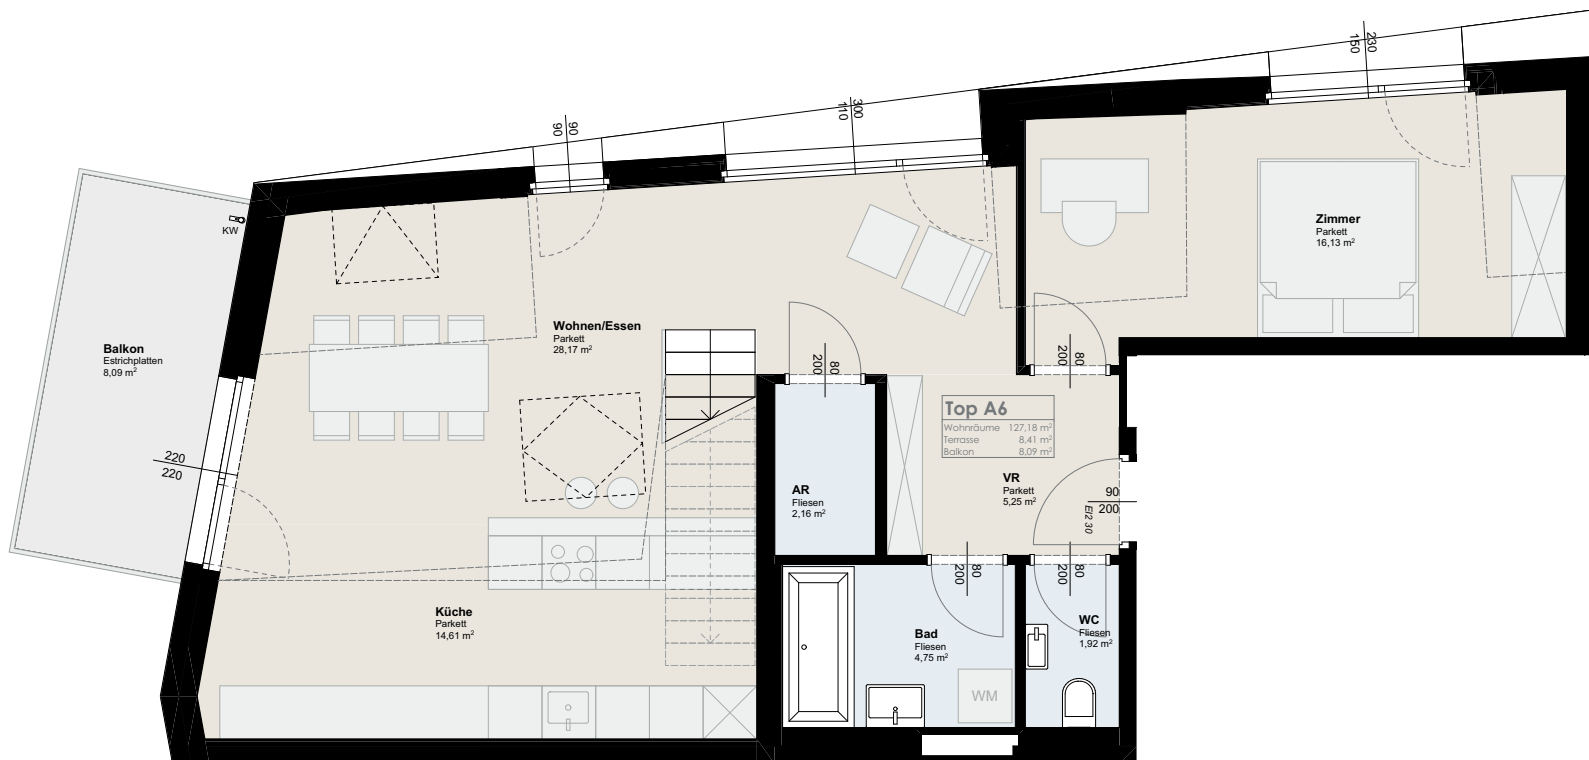 230
150
300
110
90
90
KW
Zimmer
Parkett
16,13 m²
Wohnen/Essen
Parkett
28,17 m²
Balkon
Estrichplatten
8,09 m²
80
200
80
200
Top A6
Wohnräume 127,18 m²
Terrasse 8,41 m²
Balkon 8,09 m²
220
220
AR
Fliesen
2,16 m²
VR
Parkett
5,25 m²
90
200
EI2 30
80
200
80
200
Küche
Parkett
14,61 m²
Bad
Fliesen
4,75 m²
WC
Fliesen
1,92 m²
WM